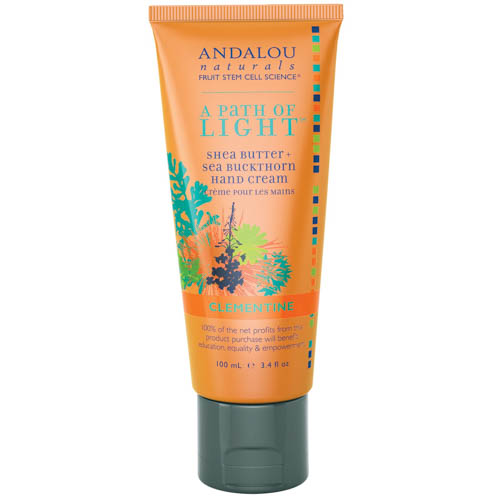 ANDALOU
naturals
FRUIT STEM CELL SCIENCE®
A PATH OF
LIGHT™
SHEA BUTTER +
SEA BUCKTHORN
HAND CREAM
CRÈME POUR LES MAINS
CLEMENTINE
100% of the net profits from this
product purchase will benefit
education, equality & empowerment
100 mL ℮ 3.4 fl oz